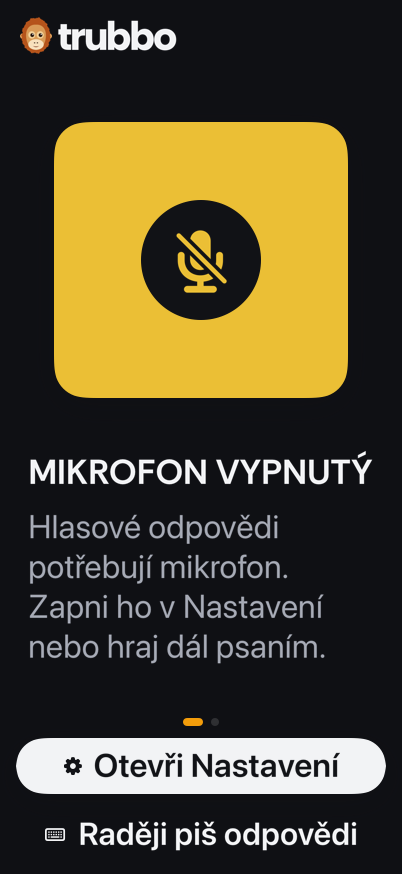 trubbo
MIKROFON VYPNUTÝ
Hlasové odpovědi
potřebují mikrofon.
Zapni ho v Nastavení
nebo hraj dál psaním.
Otevři Nastavení
Raději piš odpovědi